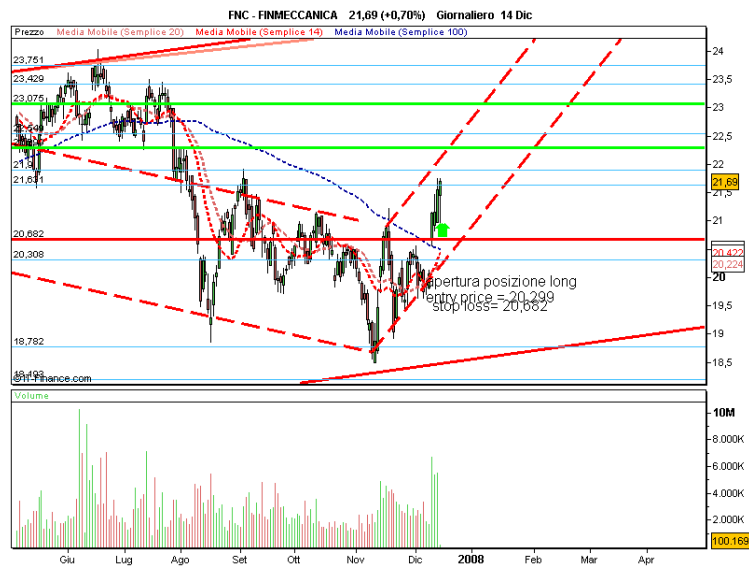 FNC - FINMECCANICA 21,69 (+0,70%) Giornaliero 14 Dic
Prezzo Media Mobile (Semplice 20) Media Mobile (Semplice 14) Media Mobile (Semplice 100)
24
23,751
23,5
23,429
23
23,075
22,5
22
21,9
21,69
21,631
21,5
21
20,682
20,422
20,308
20,224
20
apertura posizione long
entry price = 20,299
stop loss= 20,682
19,5
19
18,782
18,5
18,193
© IT-Finance.com
Volume
10M
8.000K
6.000K
4.000K
2.000K
100.169
Giu Lug Ago Set Ott Nov Dic 2008 Feb Mar Apr